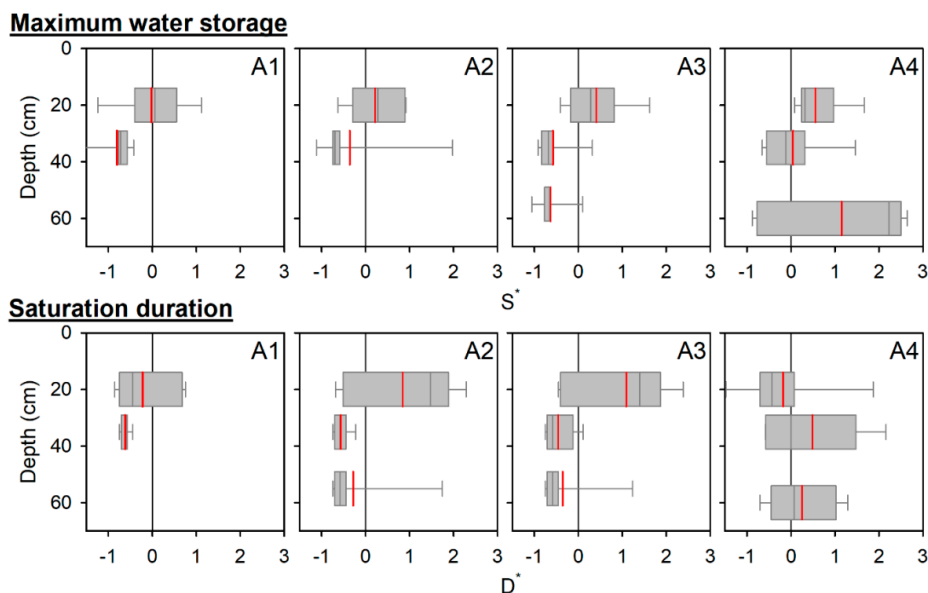 Maximum water storage
0
20
40
60
Depth (cm)
A1
A2
A3
A4
-1 0 1 2 3
-1 0 1 2 3
-1 0 1 2 3
-1 0 1 2 3
S*
Saturation duration
0
20
40
60
Depth (cm)
A1
A2
A3
A4
-1 0 1 2 3
-1 0 1 2 3
-1 0 1 2 3
-1 0 1 2 3
D*